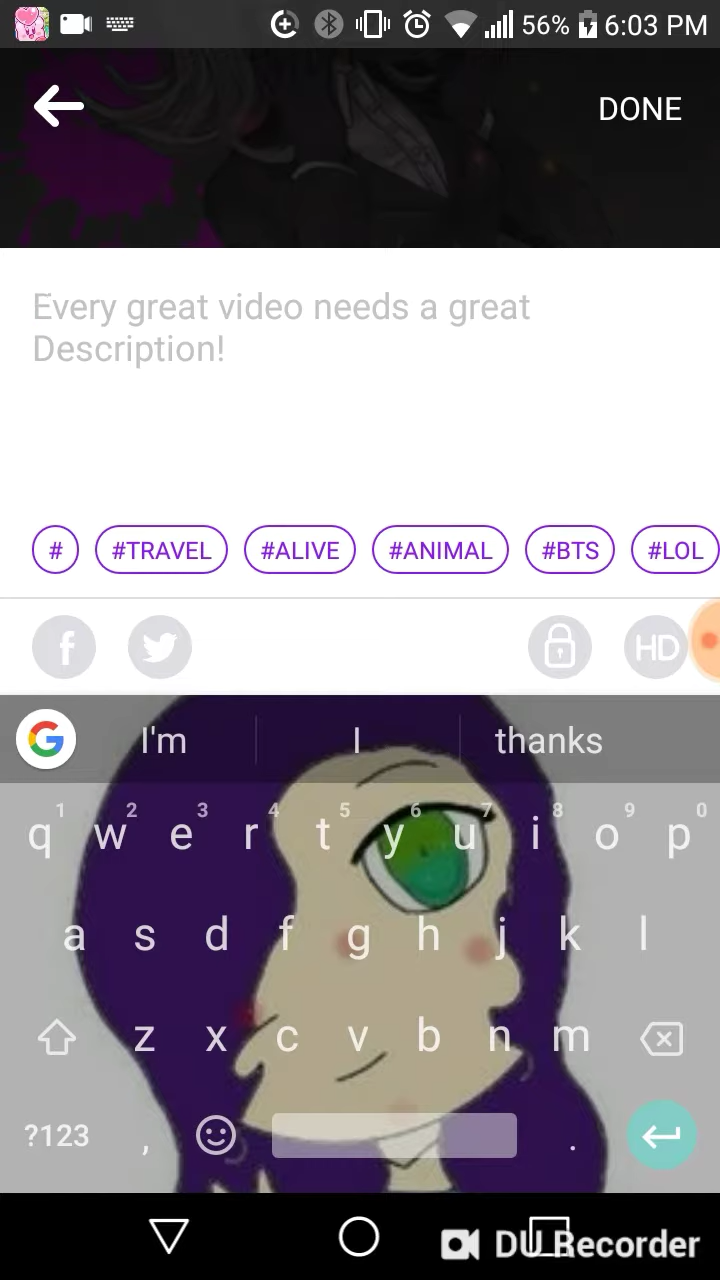 56% 6:03 PM
DONE
Every great video needs a great
Description!
# #TRAVEL #ALIVE #ANIMAL #BTS #LOL
f HD
G I'm I thanks
1 2 3 4 5 6 7 8 9 0
q w e r t y u i o p
a s d f g h j k l
z x c v b n m
?123 , .
DU Recorder